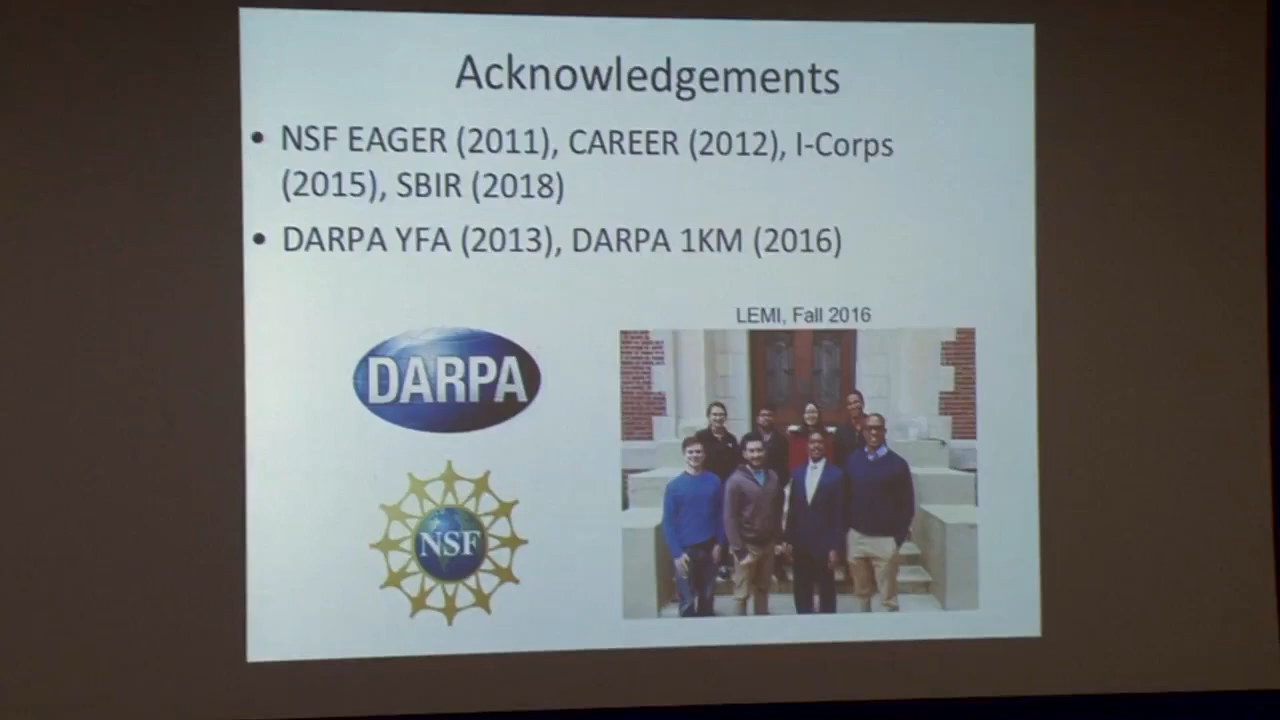 Acknowledgements
• NSF EAGER (2011), CAREER (2012), I-Corps
(2015), SBIR (2018)
• DARPA YFA (2013), DARPA 1KM (2016)
LEMI, Fall 2016
DARPA
NSF